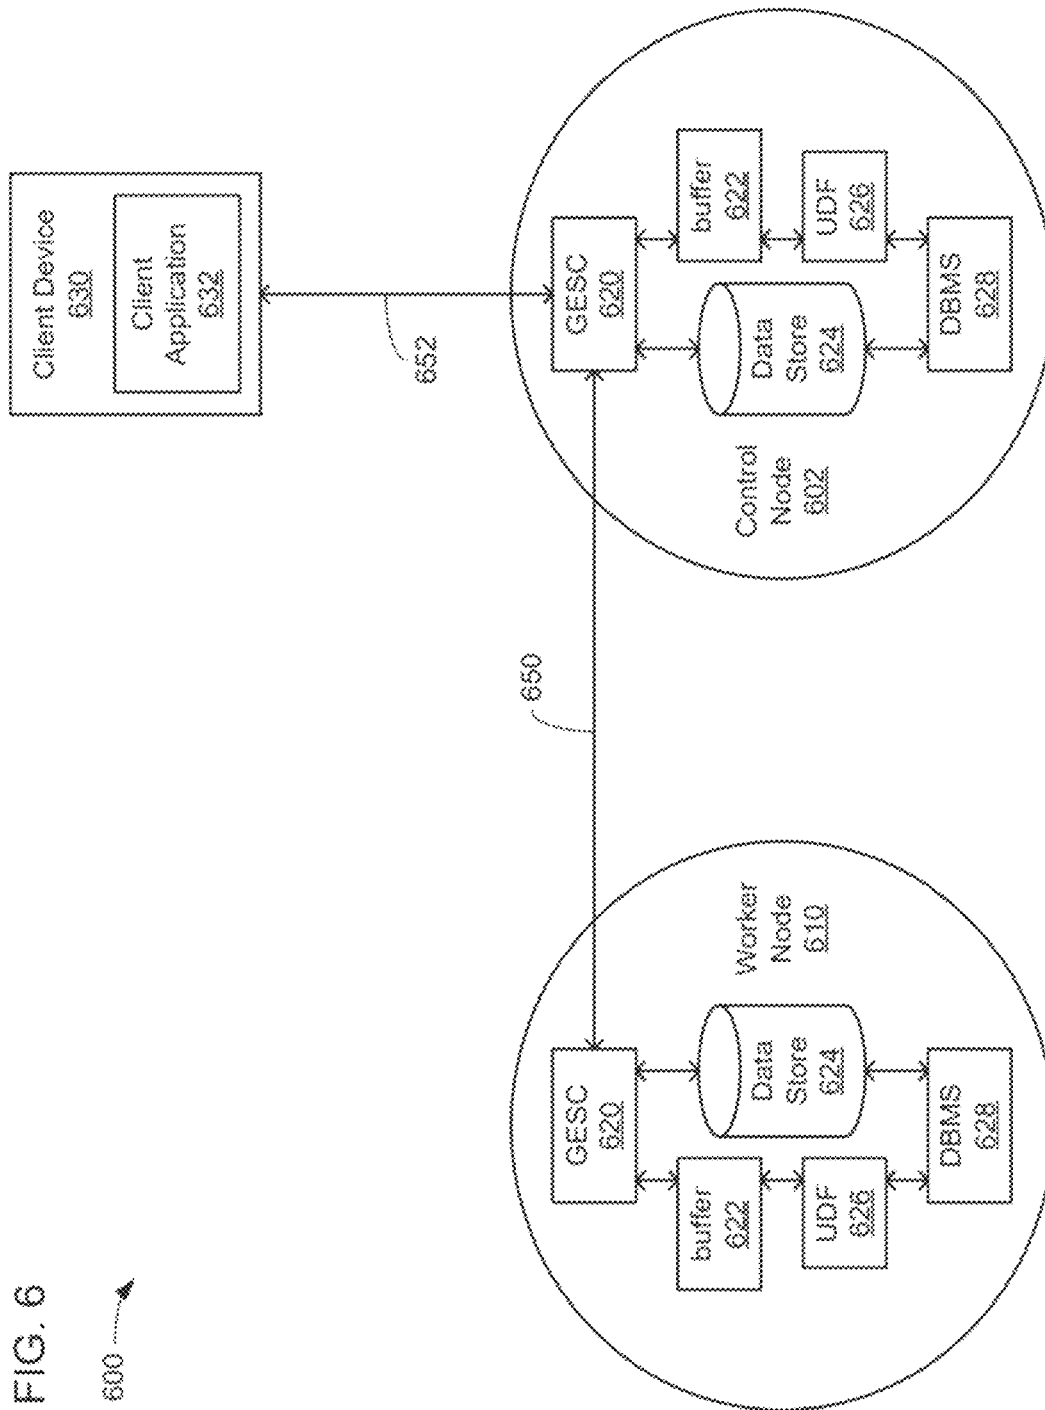 FIG. 6
600
Client Device
630
Client
Application
632
652
650
GESC
620
buffer
622
Data
Store
624
UDF
626
DBMS
628
Worker
Node
610
GESC
620
Data
Store
624
buffer
622
UDF
626
DBMS
628
Control
Node
602